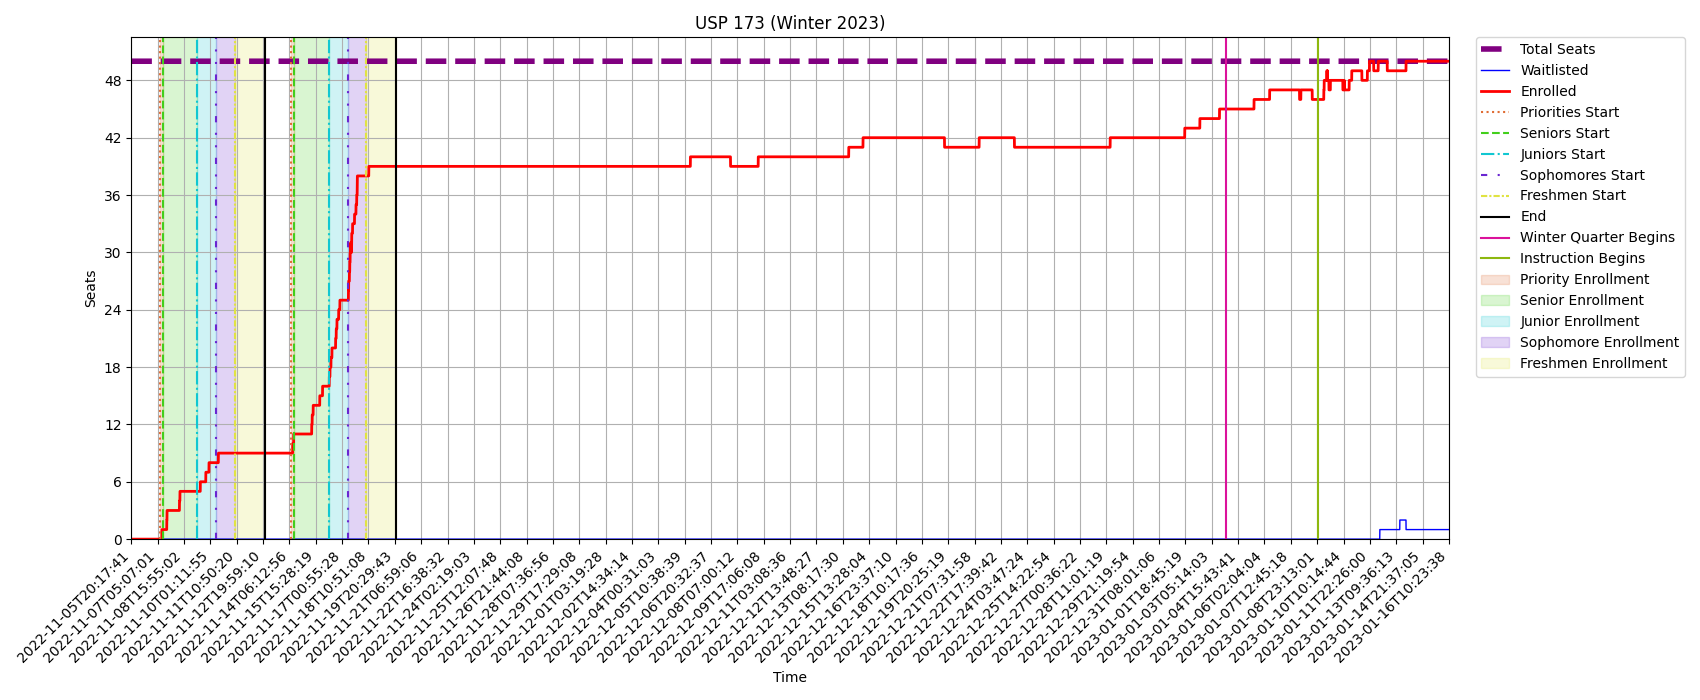 USP 173 (Winter 2023)
Total Seats
Waitlisted
Enrolled
Priorities Start
Seniors Start
Juniors Start
Sophomores Start
Freshmen Start
End
Winter Quarter Begins
Instruction Begins
Priority Enrollment
Senior Enrollment
Junior Enrollment
Sophomore Enrollment
Freshmen Enrollment
Seats
48
42
36
30
24
18
12
6
0
2022-11-05T20:17:41
2022-11-07T05:07:01
2022-11-08T15:55:02
2022-11-10T01:11:55
2022-11-11T10:50:20
2022-11-12T19:59:10
2022-11-14T06:12:56
2022-11-15T15:28:19
2022-11-17T00:55:28
2022-11-18T10:51:08
2022-11-19T20:29:43
2022-11-21T06:59:06
2022-11-22T16:38:32
2022-11-24T02:19:03
2022-11-25T12:07:48
2022-11-26T21:44:08
2022-11-28T07:36:56
2022-11-29T17:29:08
2022-12-01T03:19:28
2022-12-02T14:34:14
2022-12-04T00:31:03
2022-12-05T10:38:39
2022-12-06T20:32:37
2022-12-08T07:00:12
2022-12-09T17:06:08
2022-12-11T03:08:36
2022-12-12T13:48:27
2022-12-13T08:17:30
2022-12-15T13:28:04
2022-12-16T23:37:10
2022-12-18T10:17:36
2022-12-19T20:25:19
2022-12-21T07:31:58
2022-12-22T17:39:42
2022-12-24T03:47:24
2022-12-25T14:22:54
2022-12-27T00:36:22
2022-12-28T11:01:19
2022-12-29T21:19:54
2022-12-31T08:01:06
2023-01-01T18:45:19
2023-01-03T05:14:03
2023-01-04T15:43:41
2023-01-06T02:04:04
2023-01-07T12:45:18
2023-01-08T23:13:01
2023-01-10T10:14:44
2023-01-11T22:26:00
2023-01-13T09:36:13
2023-01-14T21:37:05
2023-01-16T10:23:38
Time